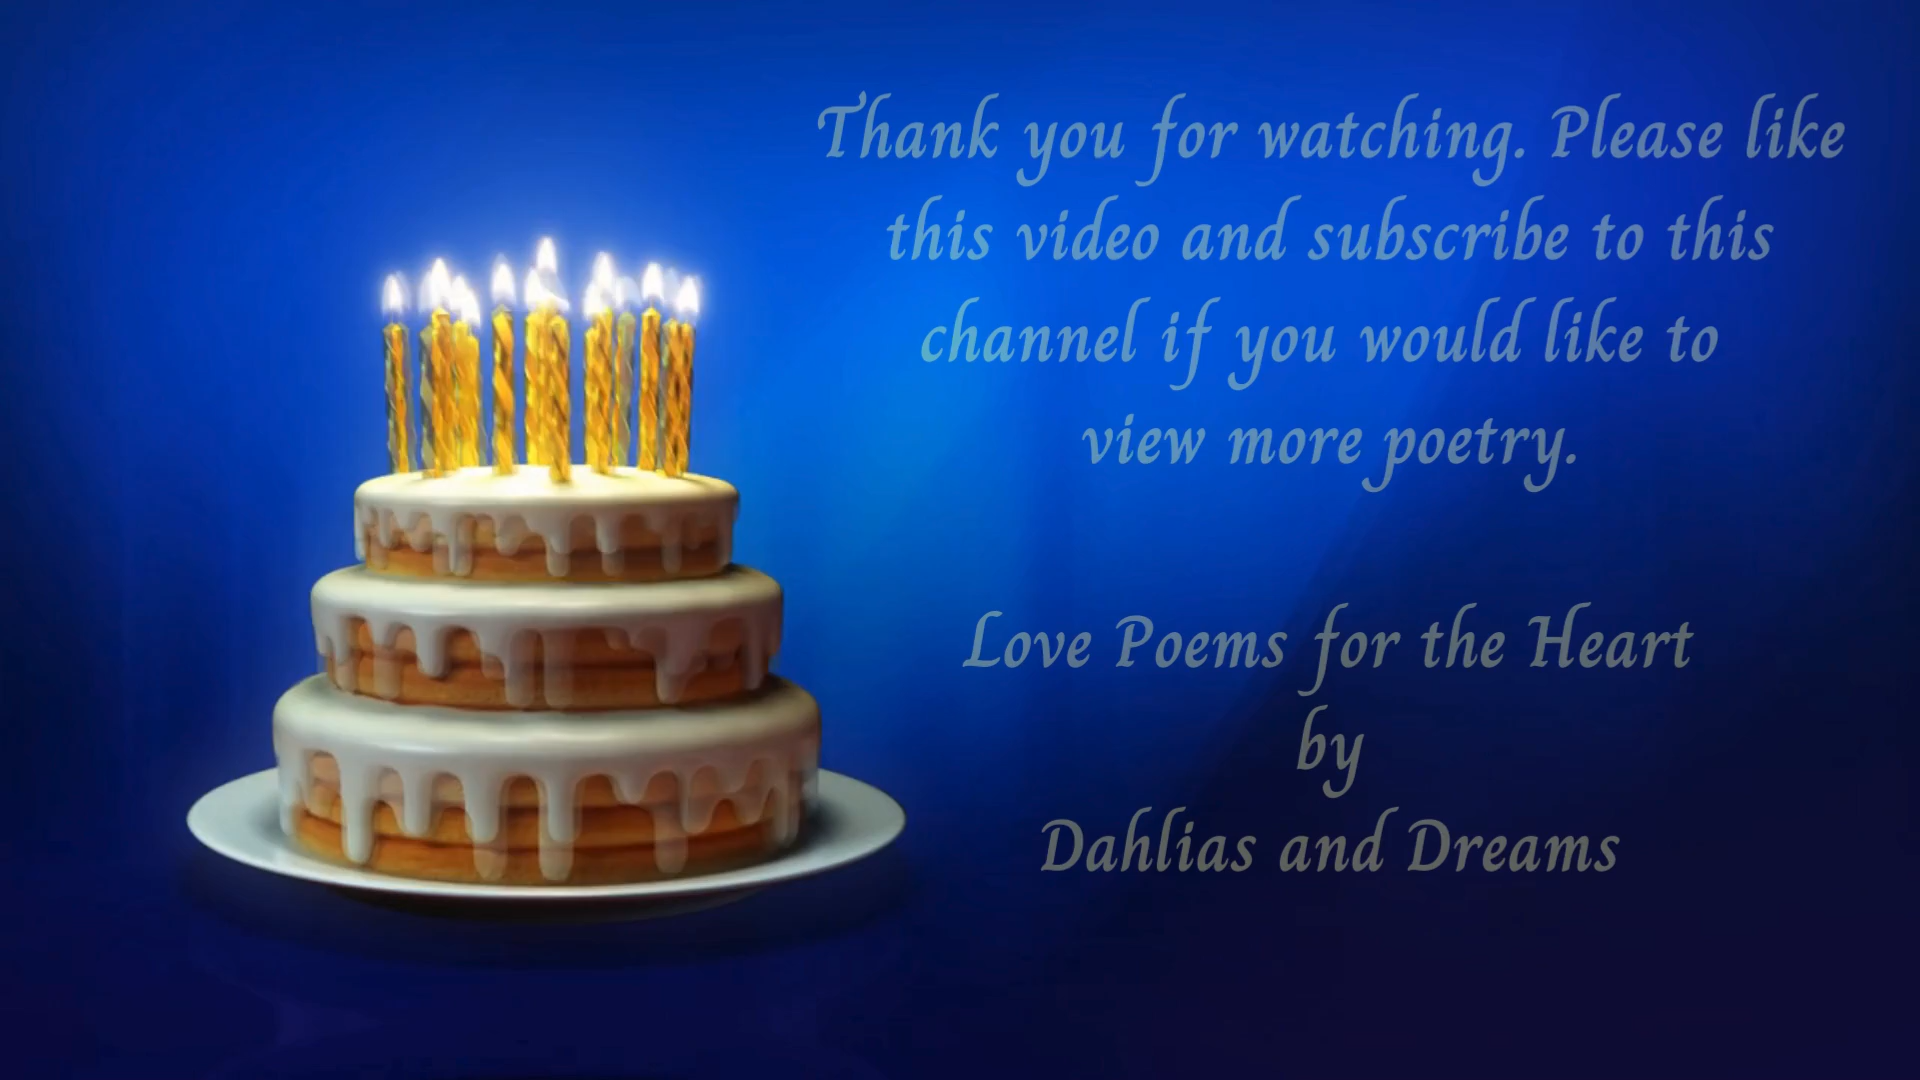 Thank you for watching. Please like
this video and subscribe to this
channel if you would like to
view more poetry.
Love Poems for the Heart
by
Dahlias and Dreams